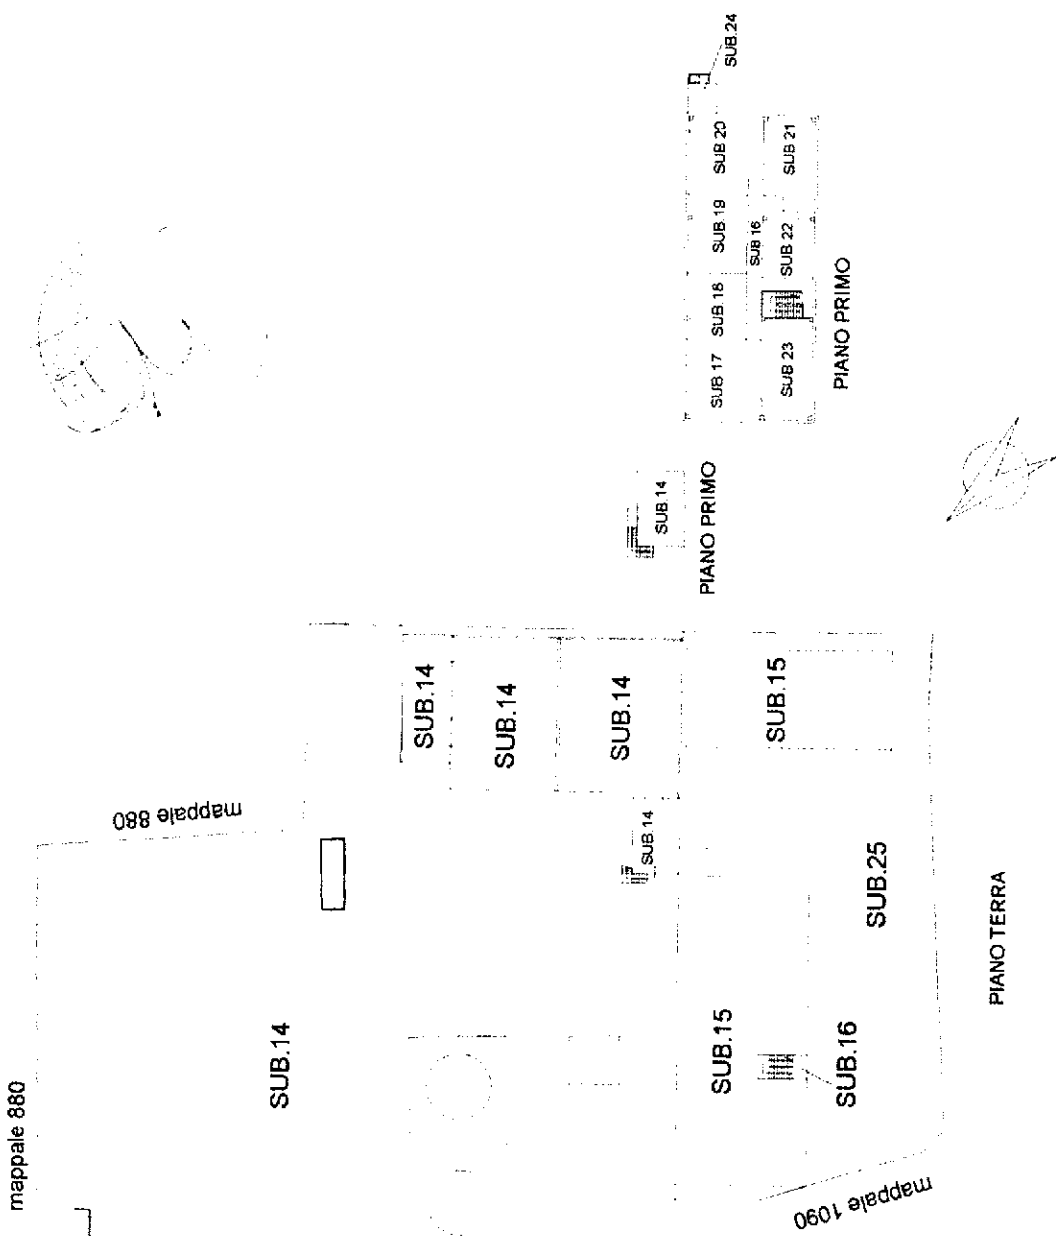 mappale 880
mappale 880
SUB.14
SUB.14
SUB.14
SUB.14
SUB.14
SUB.15
SUB.15
SUB.16
SUB.25
mappale 1090
PIANO TERRA
SUB.14
PIANO PRIMO
SUB.24
SUB 17
SUB.18
SUB.19
SUB 20
SUB 16
SUB 23
SUB 22
SUB 21
PIANO PRIMO